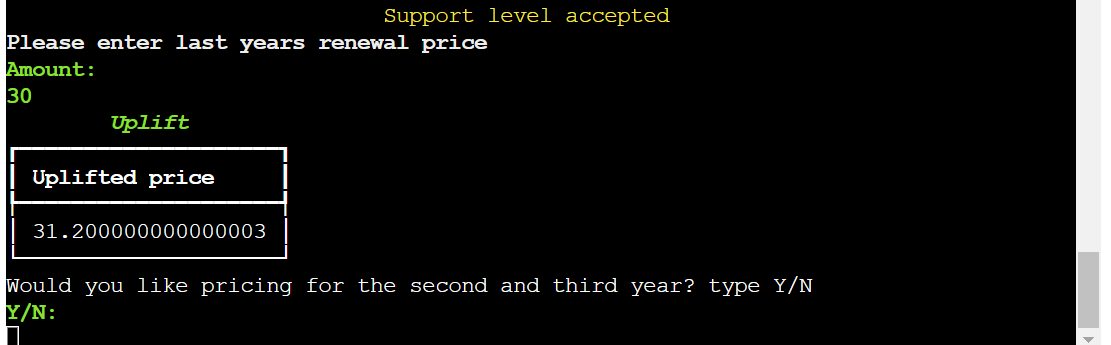 Support level accepted
Please enter last years renewal price
Amount:
30
Uplift
Uplifted price
31.200000000000003
Would you like pricing for the second and third year? type Y/N
Y/N: